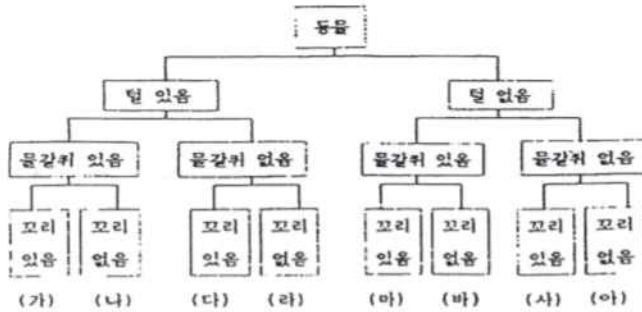 동물
털 있음 털 없음
물갈퀴 있음 물갈퀴 없음 물갈퀴 있음 물갈퀴 없음
꼬리 꼬리 꼬리 꼬리 꼬리 꼬리 꼬리 꼬리
있음 없음 있음 없음 있음 없음 있음 없음
(가) (나) (다) (라) (마) (바) (사) (아)